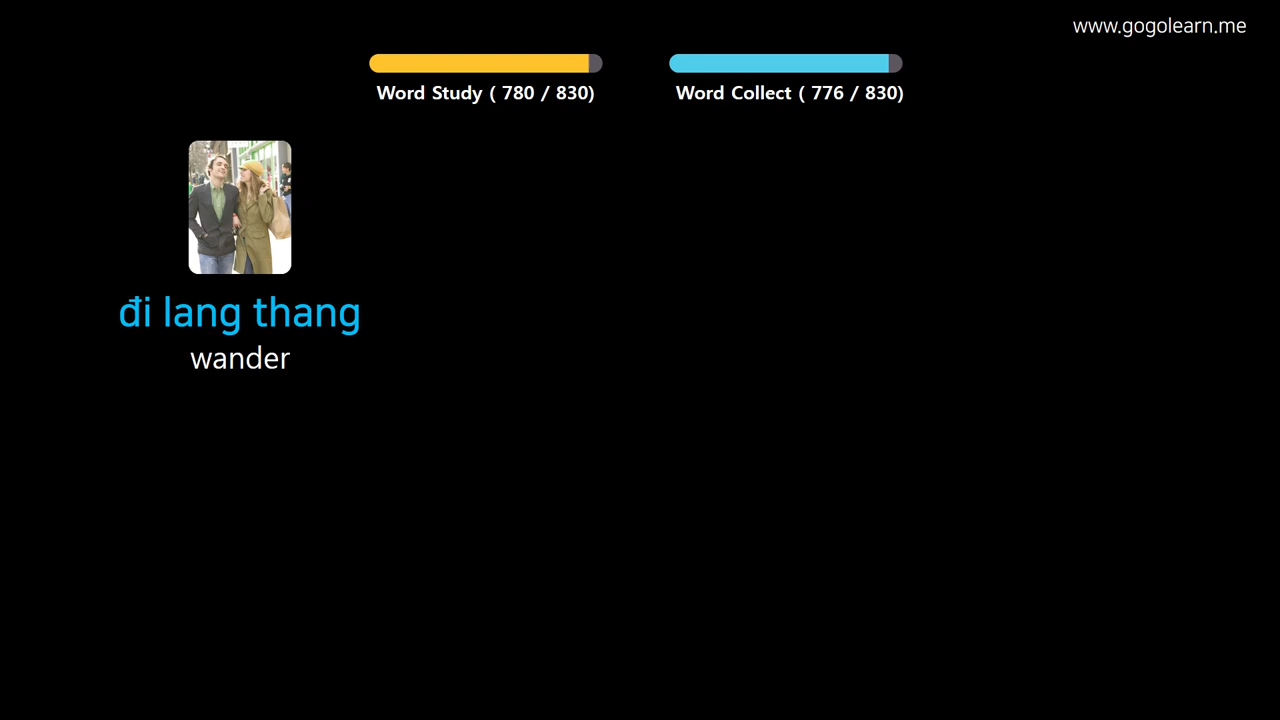 www.gogolearn.me
Word Study ( 780 / 830)
Word Collect ( 776 / 830)
đi lang thang
wander